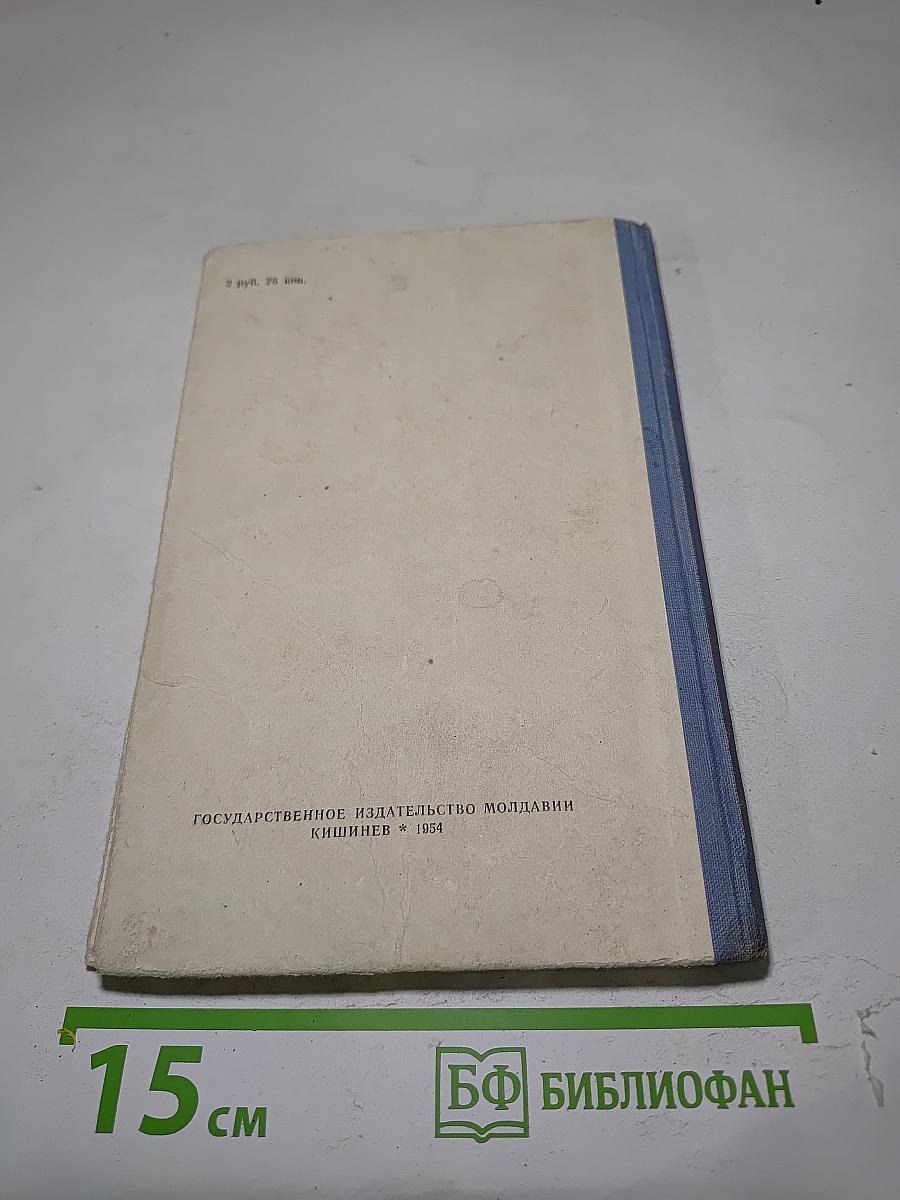 2 руб. 75 коп.
ГОСУДАРСТВЕННОЕ ИЗДАТЕЛЬСТВО МОЛДАВИИ
КИШИНЕВ * 1954
15 см
БФ БИБЛИОФАН